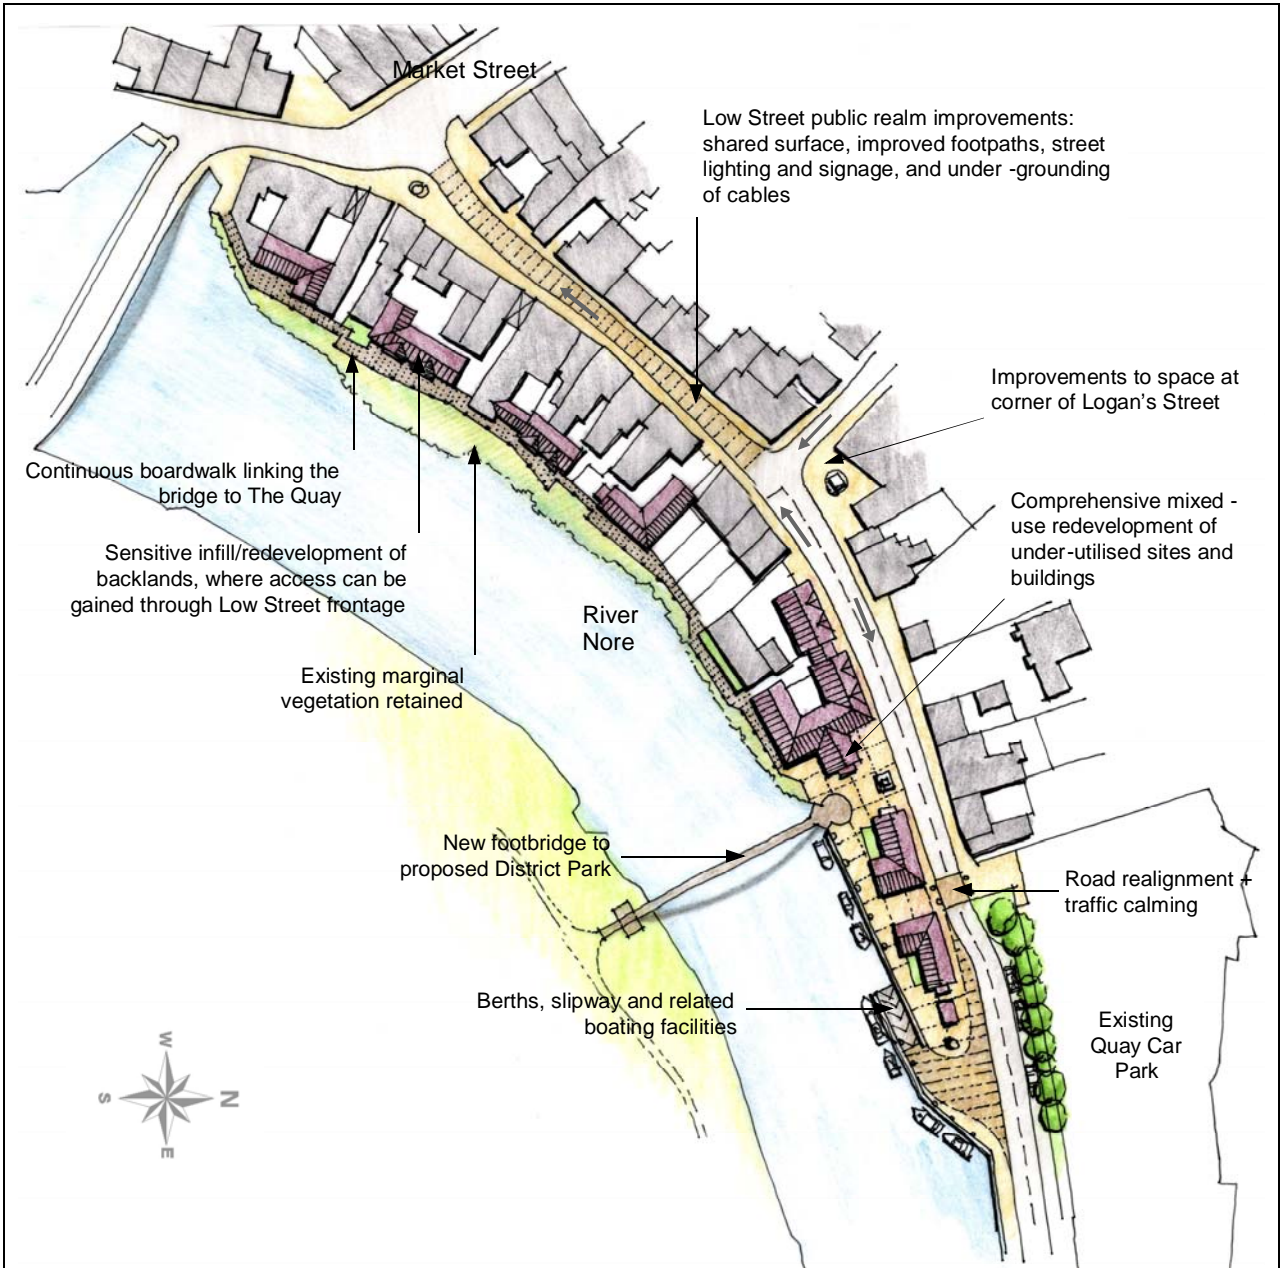 Market Street
Low Street public realm improvements:
shared surface, improved footpaths, street
lighting and signage, and under -grounding
of cables
Improvements to space at
corner of Logan's Street
Continuous boardwalk linking the
bridge to The Quay
Comprehensive mixed -
use redevelopment of
under-utilised sites and
buildings
Sensitive infill/redevelopment of
backlands, where access can be
gained through Low Street frontage
River
Nore
Existing marginal
vegetation retained
New footbridge to
proposed District Park
Road realignment +
traffic calming
Berths, slipway and related
boating facilities
Existing
Quay Car
Park
W
S
N
E